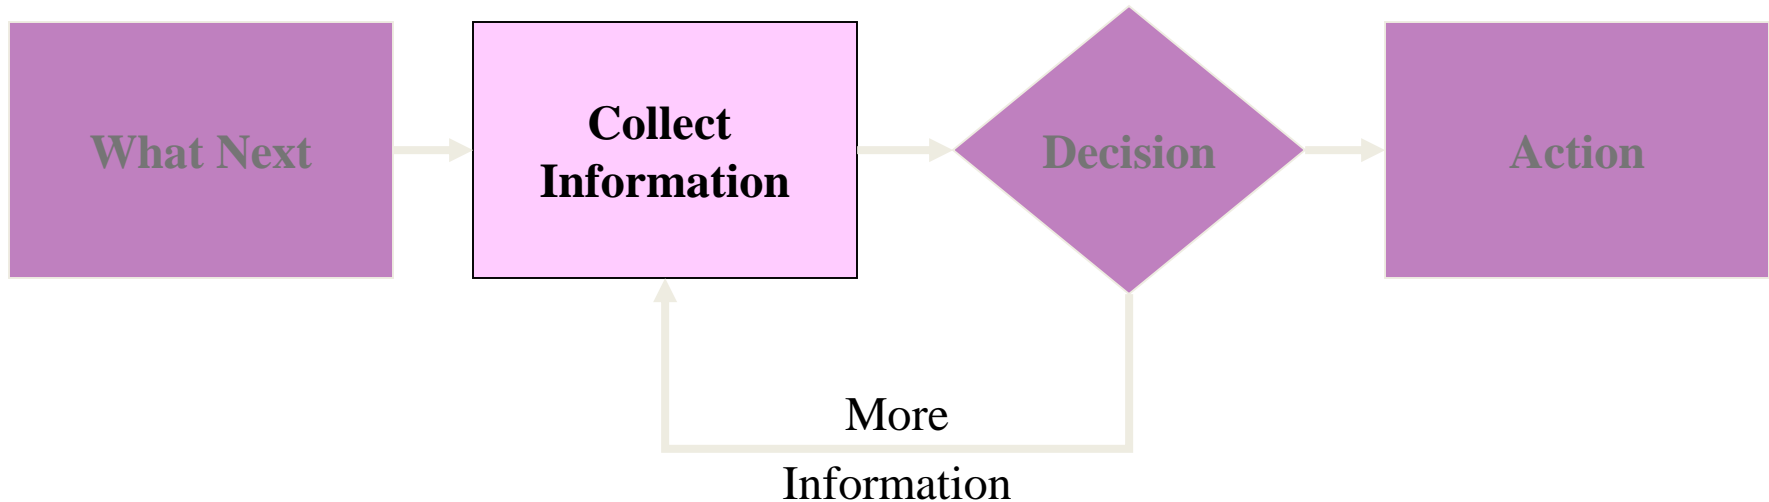 What Next
Collect
Information
Decision
Action
More
Information